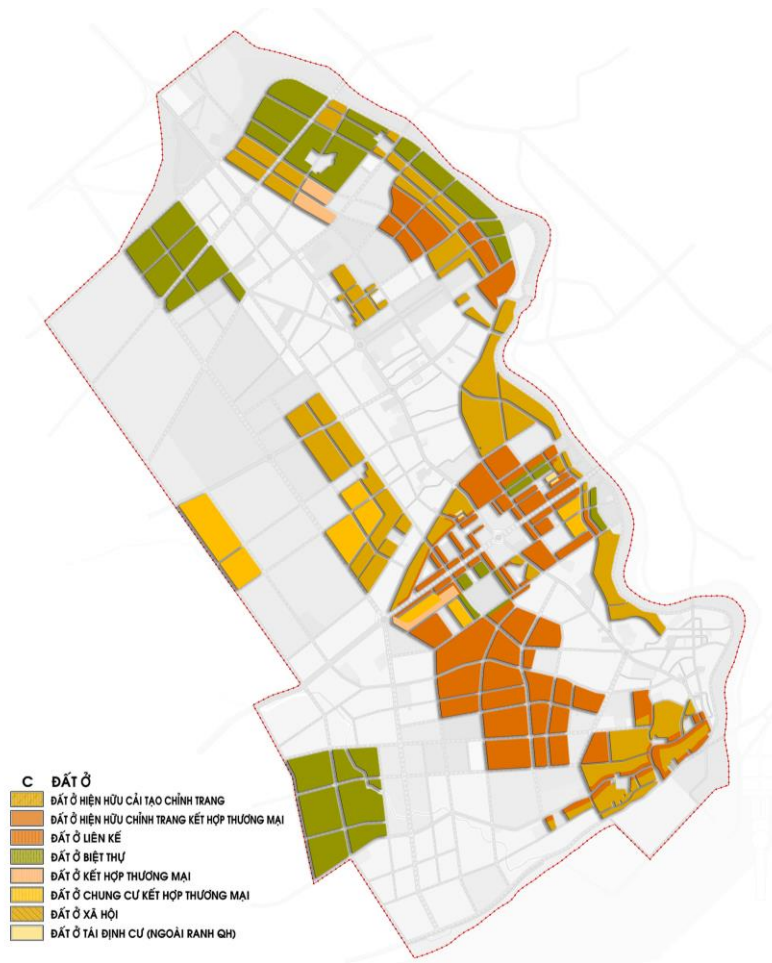 C ĐẤT Ở
ĐẤT Ở HIỆN HỮU CẢI TẠO CHỈNH TRANG
ĐẤT Ở HIỆN HỮU CHỈNH TRANG KẾT HỢP THƯƠNG MẠI
ĐẤT Ở LIÊN KẾ
ĐẤT Ở BIỆT THỰ
ĐẤT Ở KẾT HỢP THƯƠNG MẠI
ĐẤT Ở CHUNG CƯ KẾT HỢP THƯƠNG MẠI
ĐẤT Ở XÃ HỘI
ĐẤT Ở TÁI ĐỊNH CƯ (NGOÀI RANH QH)